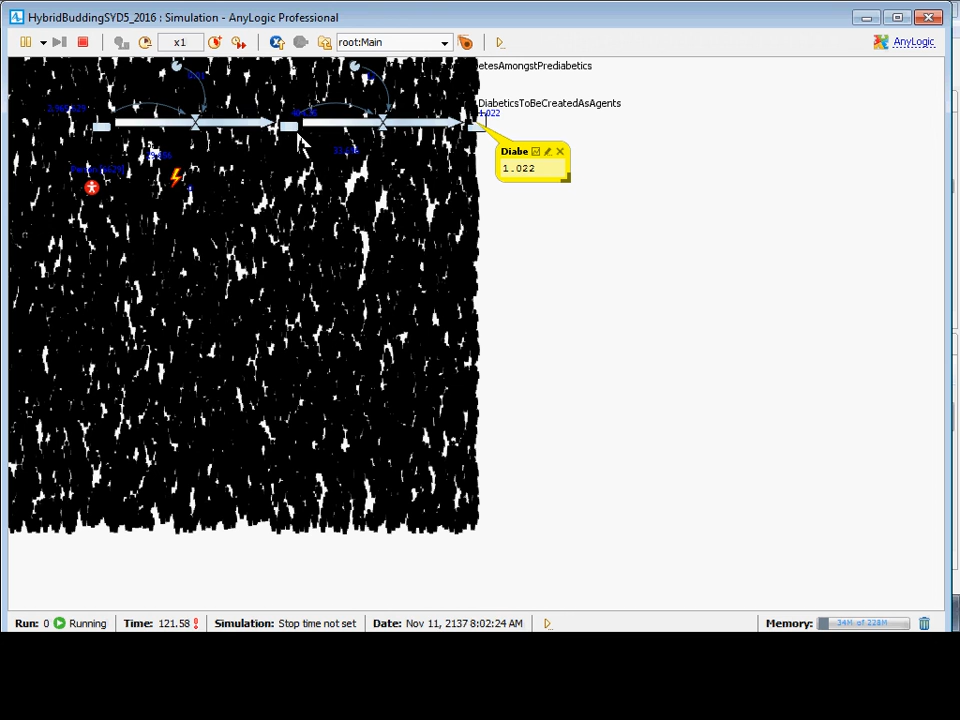 HybridBuddingSYD5_2016 : Simulation - AnyLogic Professional
x1
root:Main
AnyLogic
etesAmongstPrediabetics
DiabeticsToBeCreatedAsAgents
1.022
Diabe
1.022
Run: 0 Running
Time: 121.58
Simulation: Stop time not set
Date: Nov 11, 2137 8:02:24 AM
Memory: 34M of 228M